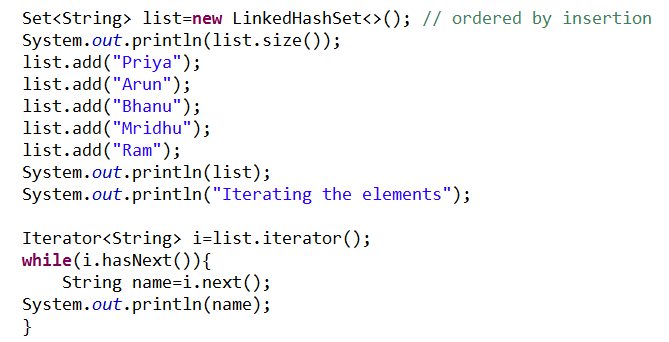 Set<String> list=new LinkedHashSet<>(); // ordered by insertion
System.out.println(list.size());
list.add("Priya");
list.add("Arun");
list.add("Bhanu");
list.add("Mridhu");
list.add("Ram");
System.out.println(list);
System.out.println("Iterating the elements");

Iterator<String> i=list.iterator();
while(i.hasNext()){
    String name=i.next();
System.out.println(name);
}